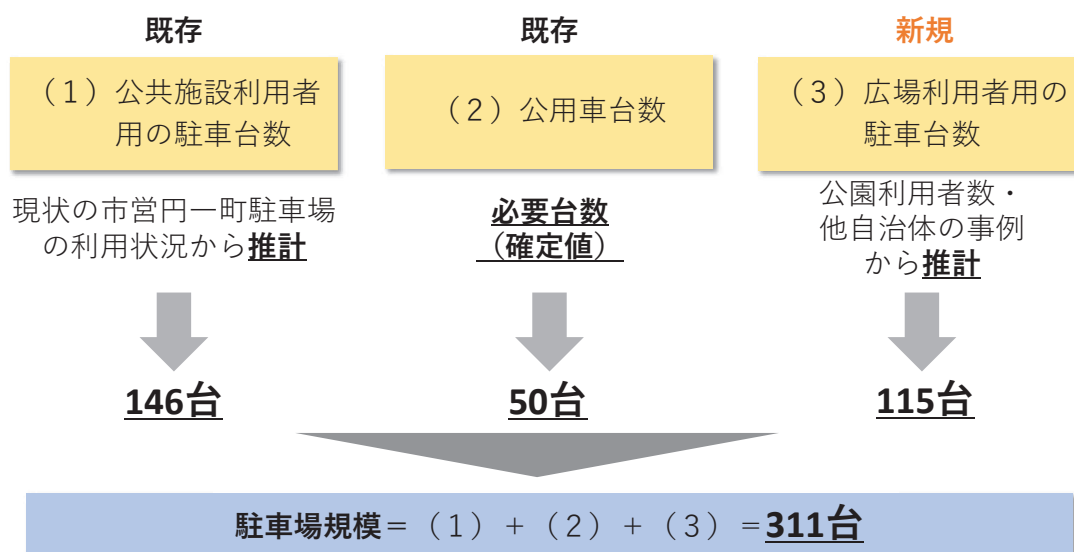 既存
（１）公共施設利用者
用の駐車台数
現状の市営円一町駐車場
の利用状況から推計
146台
既存
（２）公用車台数
必要台数
（確定値）
50台
新規
（３）広場利用者用の
駐車台数
公園利用者数・
他自治体の事例
から推計
115台
駐車場規模＝（１）＋（２）＋（３）＝311台